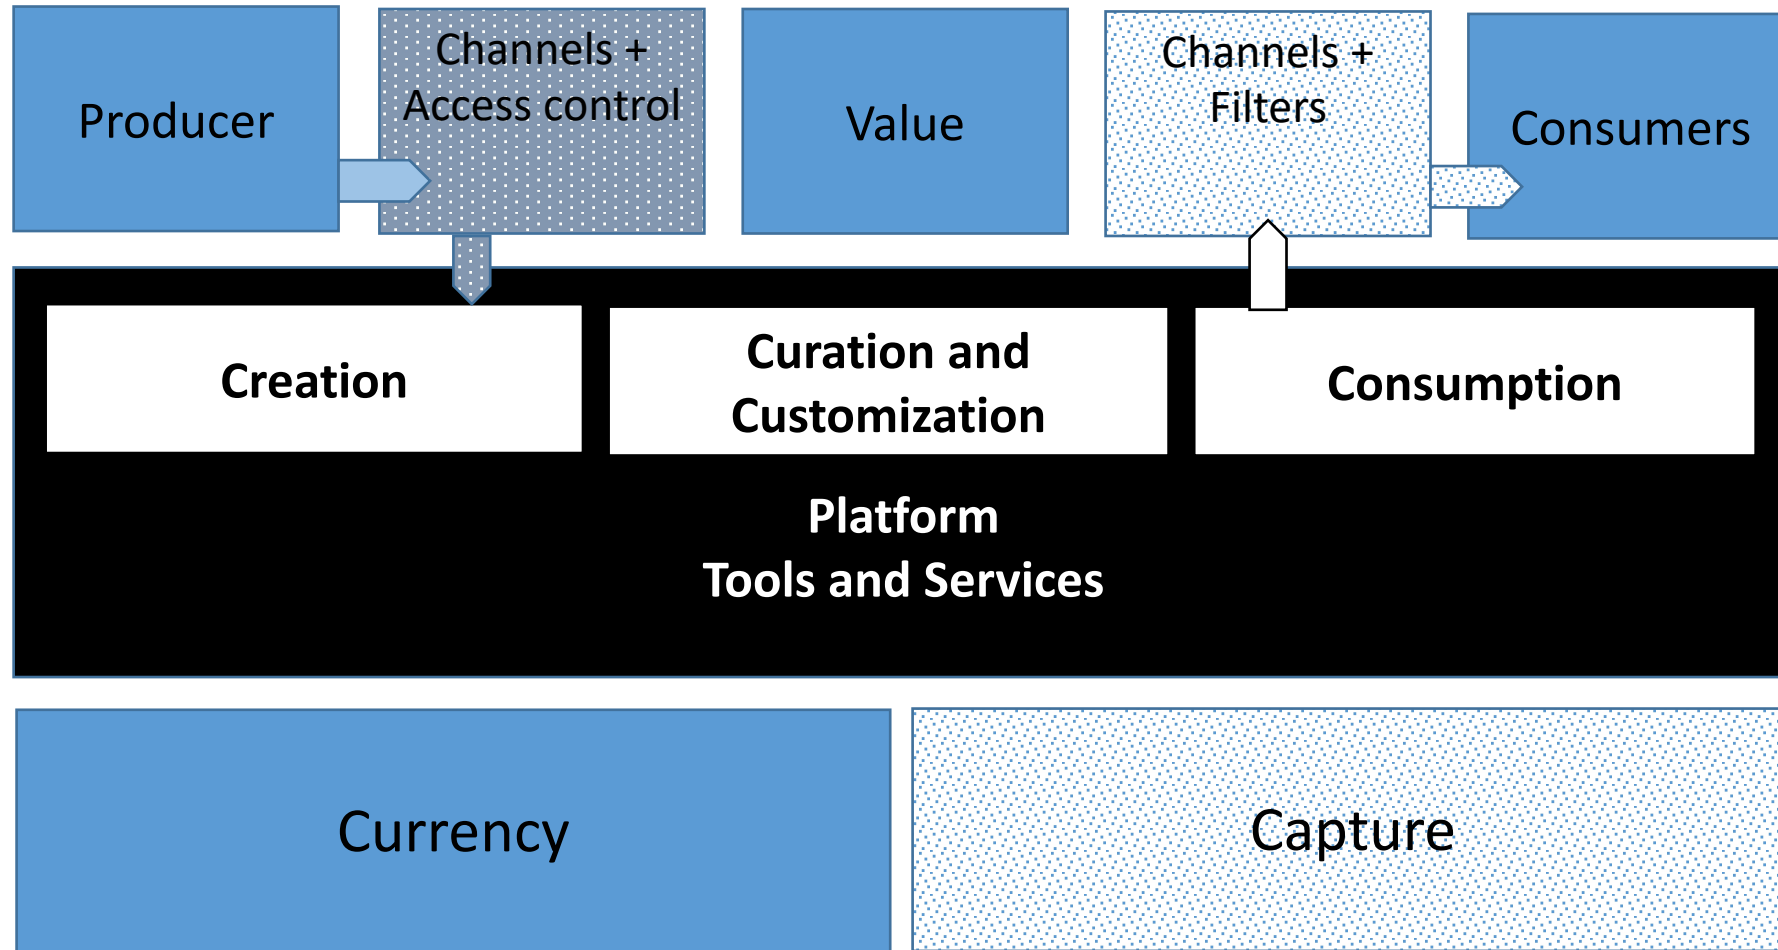 Producer
Channels +
Access control
Value
Channels +
Filters
Consumers
Creation
Curation and
Customization
Consumption
Platform
Tools and Services
Currency
Capture